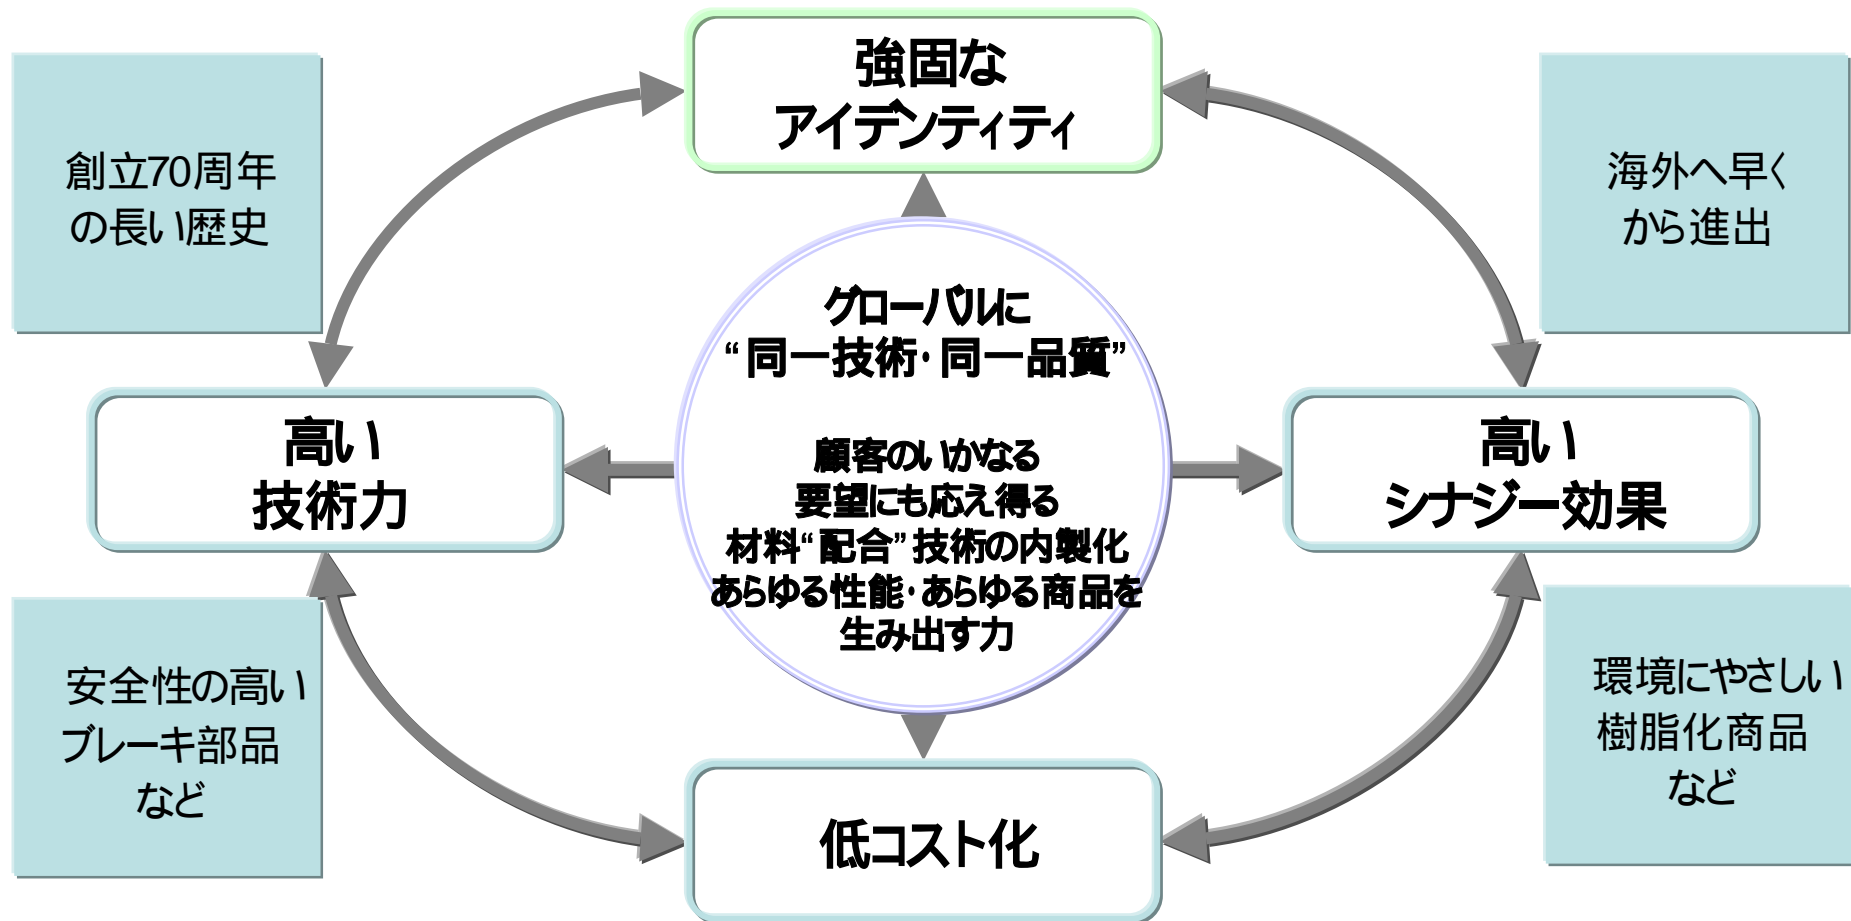 強固な
アイデンティティ
創立70周年
の長い歴史
海外へ早く
から進出
グローバルに
“同一技術・同一品質”
顧客のいかなる
要望にも応え得る
材料“配合”技術の内製化
あらゆる性能・あらゆる商品を
生み出す力
高い
技術力
高い
シナジー効果
安全性の高い
ブレーキ部品
など
環境にやさしい
樹脂化商品
など
低コスト化